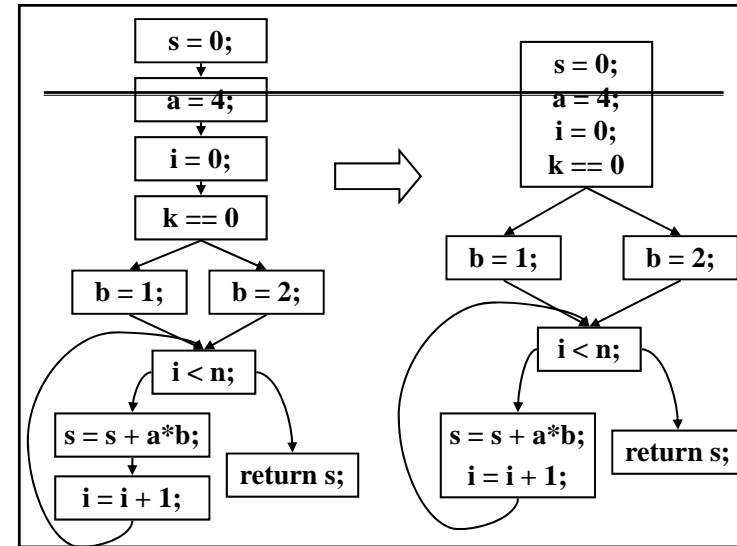 s = 0;
a = 4;
i = 0;
k == 0
b = 1;
b = 2;
i < n;
s = s + a*b;
return s;
i = i + 1;
s = 0;
a = 4;
i = 0;
k == 0
b = 1;
b = 2;
i < n;
s = s + a*b;
i = i + 1;
return s;